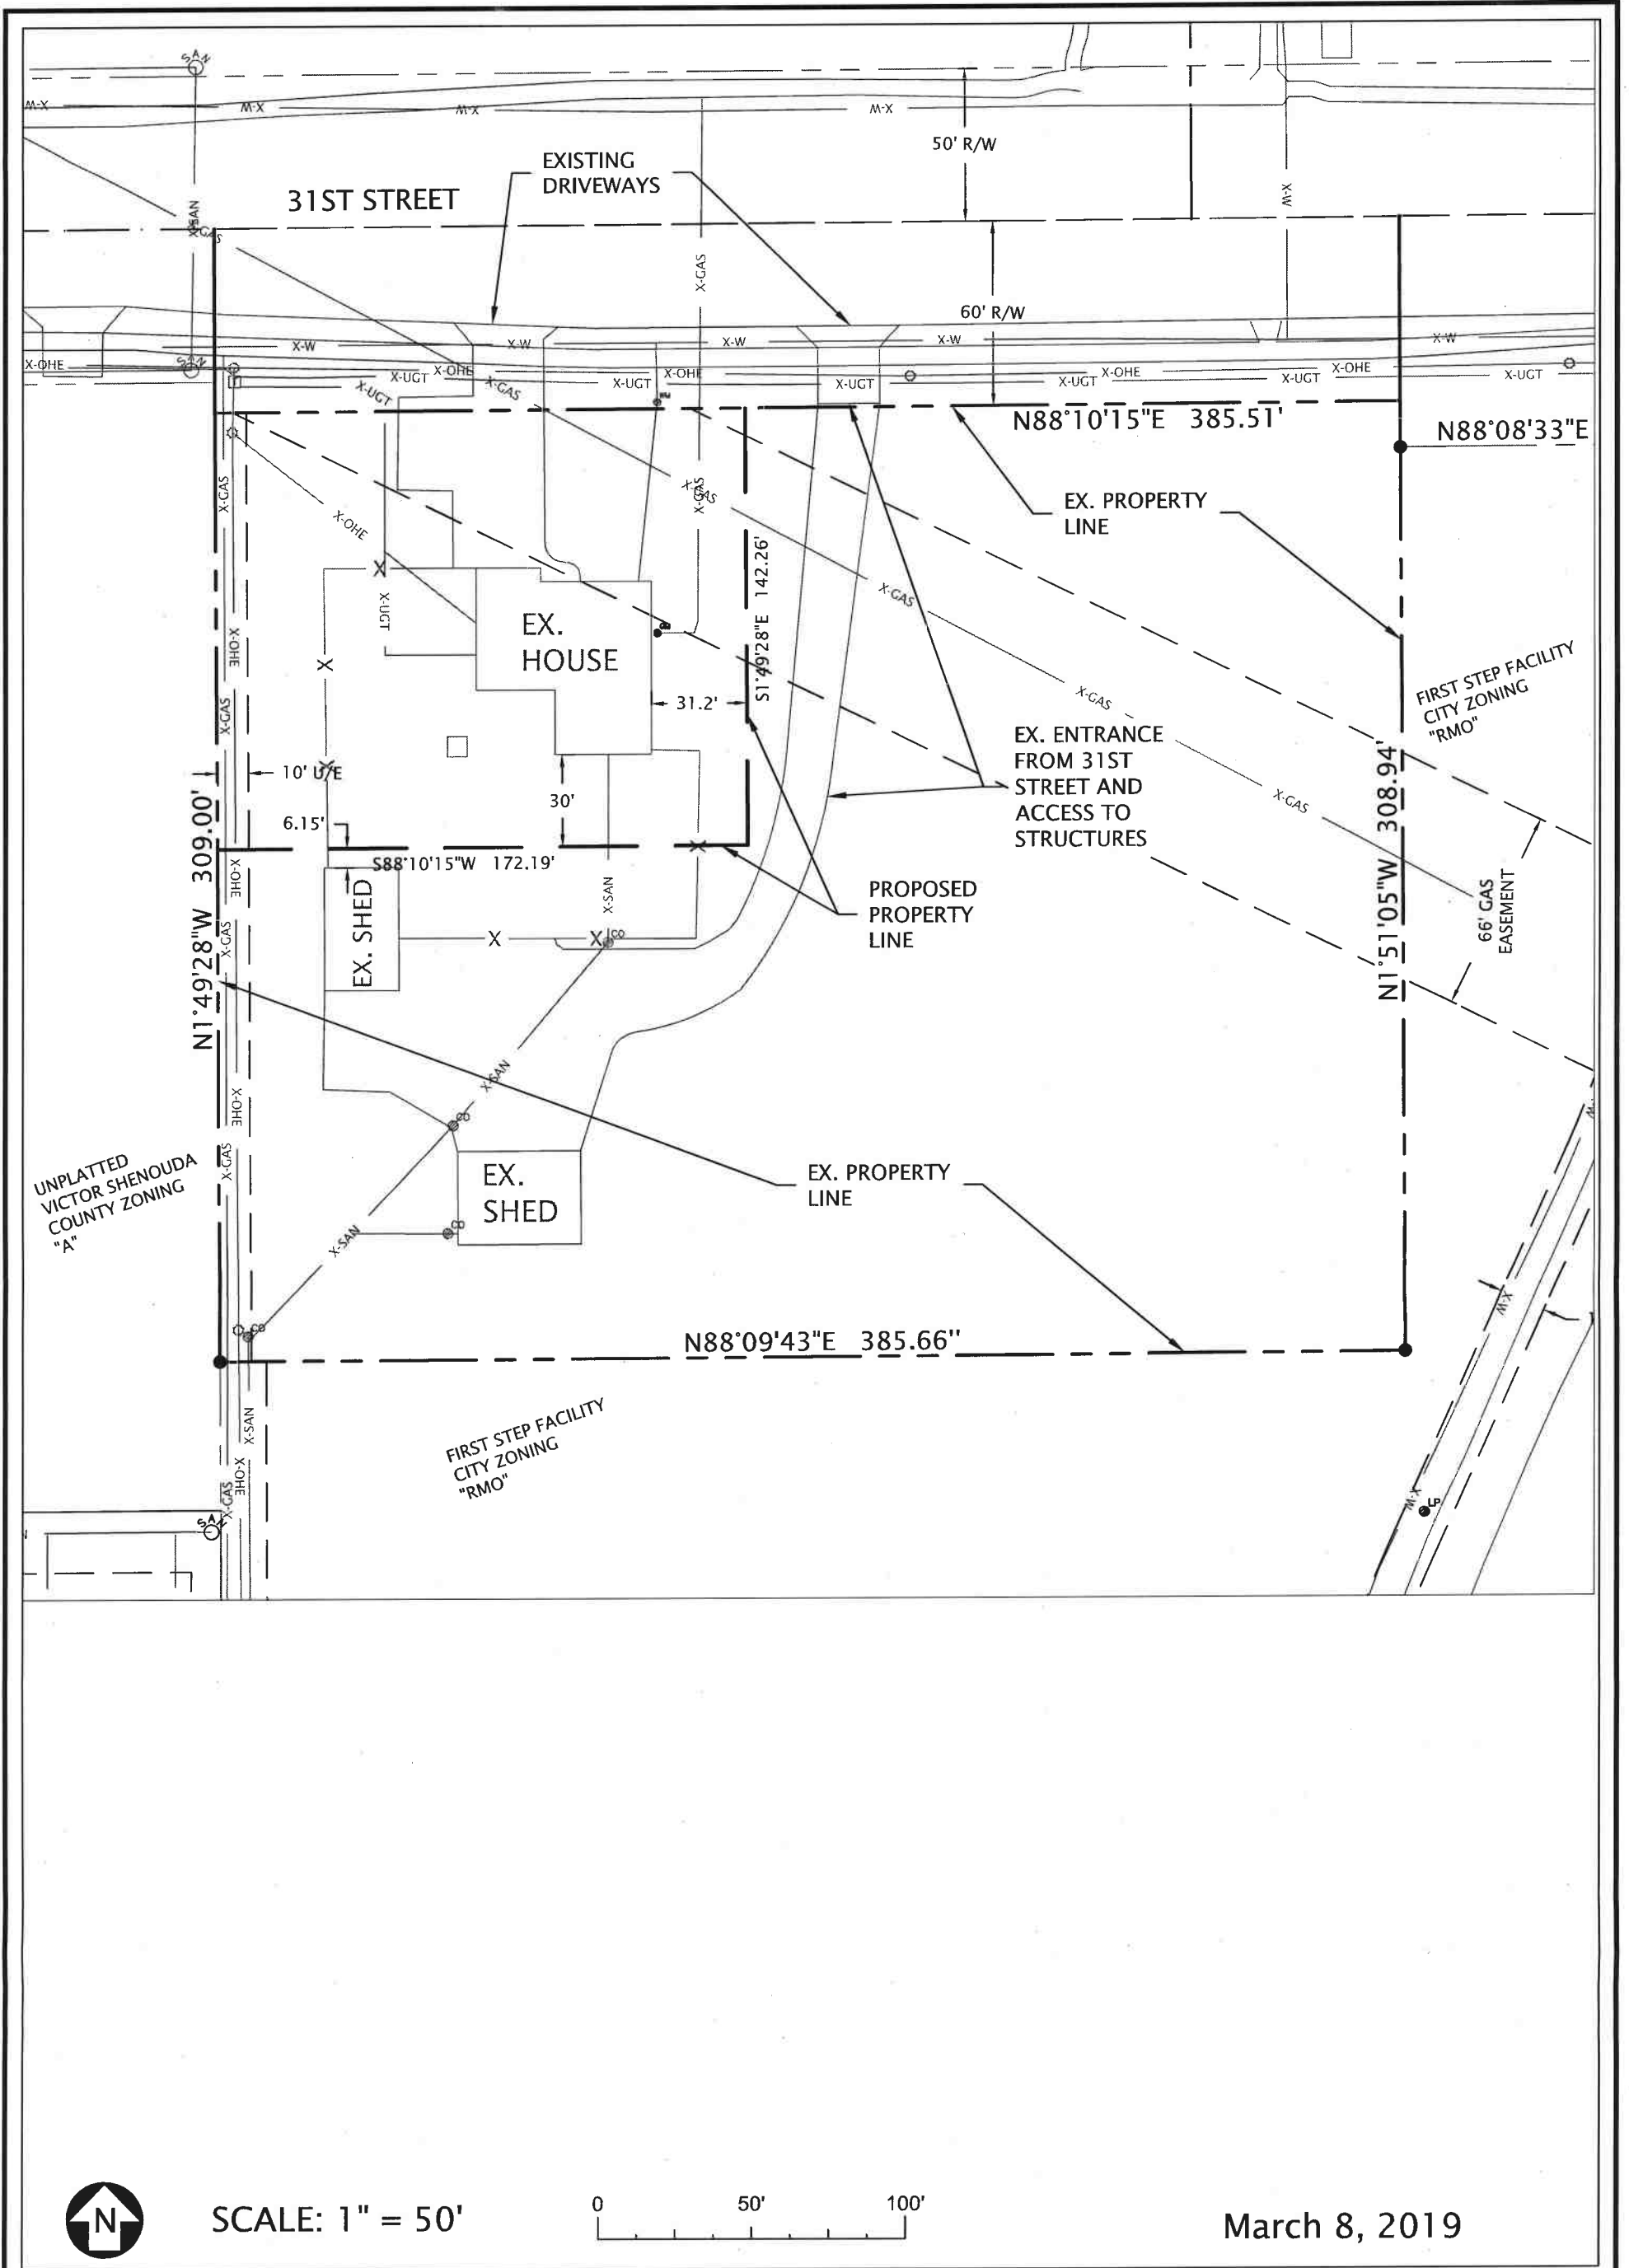 SAN
X-W
X-W
X-W
X-W
50' R/W
EXISTING
DRIVEWAYS
31ST STREET
X-SAN
X-GAS
X-W
X-GAS
60' R/W
X-W
X-W
X-W
X-W
X-W
X-OHE
SAN
X-UGT
X-UGT
X-OHE
X-GAS
X-UGT
X-OHE
X-UGT
X-UGT
X-OHE
X-UGT
X-OHE
X-UGT
N88°10'15"E 385.51'
N88°08'33"E
X-GAS
X-OHE
X-GAS
X-GAS
EX. PROPERTY
LINE
S1°49'28"E 142.26'
X
X-UGT
X-GAS
EX.
HOUSE
X-OHE
X
X-GAS
31.2'
X-GAS
FIRST STEP FACILITY
CITY ZONING
"RMO"
EX. ENTRANCE
FROM 31ST
STREET AND
ACCESS TO
STRUCTURES
10' U/E
X
30'
X-GAS
N1°51'05"W 308.94'
6.15'
S88°10'15"W 172.19'
X
N1°49'28"W 309.00'
X-OHE
EX. SHED
X-SAN
PROPOSED
PROPERTY
LINE
66' GAS
EASEMENT
X-GAS
X
X
CO
X-SAN
X-OHE
CO
X-GAS
UNPLATTED
VICTOR SHENOUDA
COUNTY ZONING
"A"
EX.
SHED
EX. PROPERTY
LINE
CO
X-SAN
X-W
CO
N88°09'43"E 385.66''
FIRST STEP FACILITY
CITY ZONING
"RMO"
X-SAN
X-OHE
X-GAS
SAN
X-W
LP
N
SCALE: 1" = 50'
0 50' 100'
March 8, 2019